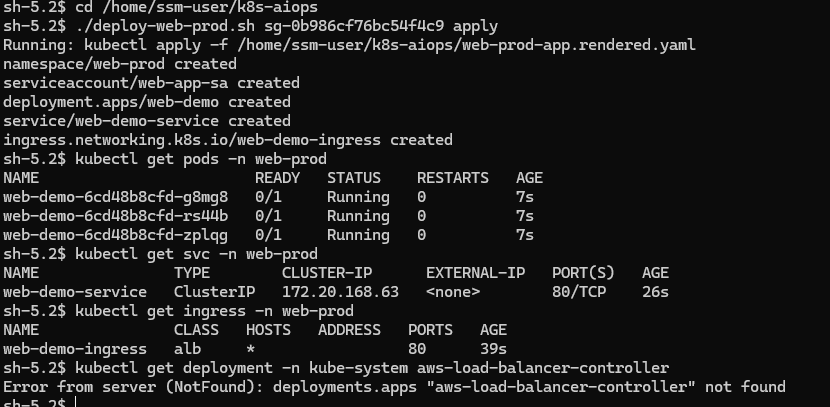 sh-5.2$ cd /home/ssm-user/k8s-aiops
sh-5.2$ ./deploy-web-prod.sh sg-0b986cf76bc54f4c9 apply
Running: kubectl apply -f /home/ssm-user/k8s-aiops/web-prod-app.rendered.yaml
namespace/web-prod created
serviceaccount/web-app-sa created
deployment.apps/web-demo created
service/web-demo-service created
ingress.networking.k8s.io/web-demo-ingress created
sh-5.2$ kubectl get pods -n web-prod
NAME                        READY   STATUS    RESTARTS   AGE
web-demo-6cd48b8cfd-g8mg8   0/1     Running   0          7s
web-demo-6cd48b8cfd-rs44b   0/1     Running   0          7s
web-demo-6cd48b8cfd-zplqg   0/1     Running   0          7s
sh-5.2$ kubectl get svc -n web-prod
NAME               TYPE        CLUSTER-IP      EXTERNAL-IP   PORT(S)   AGE
web-demo-service   ClusterIP   172.20.168.63   <none>        80/TCP    26s
sh-5.2$ kubectl get ingress -n web-prod
NAME               CLASS   HOSTS   ADDRESS   PORTS   AGE
web-demo-ingress   alb     *                 80      39s
sh-5.2$ kubectl get deployment -n kube-system aws-load-balancer-controller
Error from server (NotFound): deployments.apps "aws-load-balancer-controller" not found
sh-5.2$